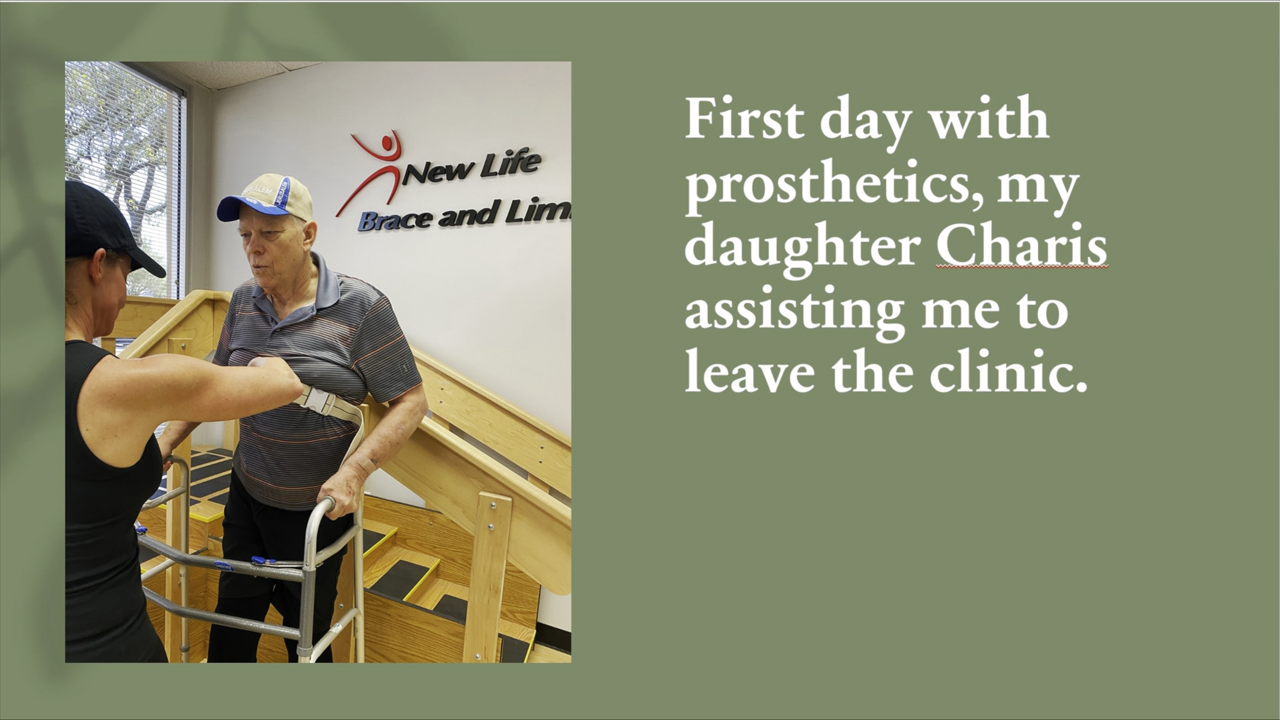 New Life
Brace and Lim
First day with
prosthetics, my
daughter Charis
assisting me to
leave the clinic.